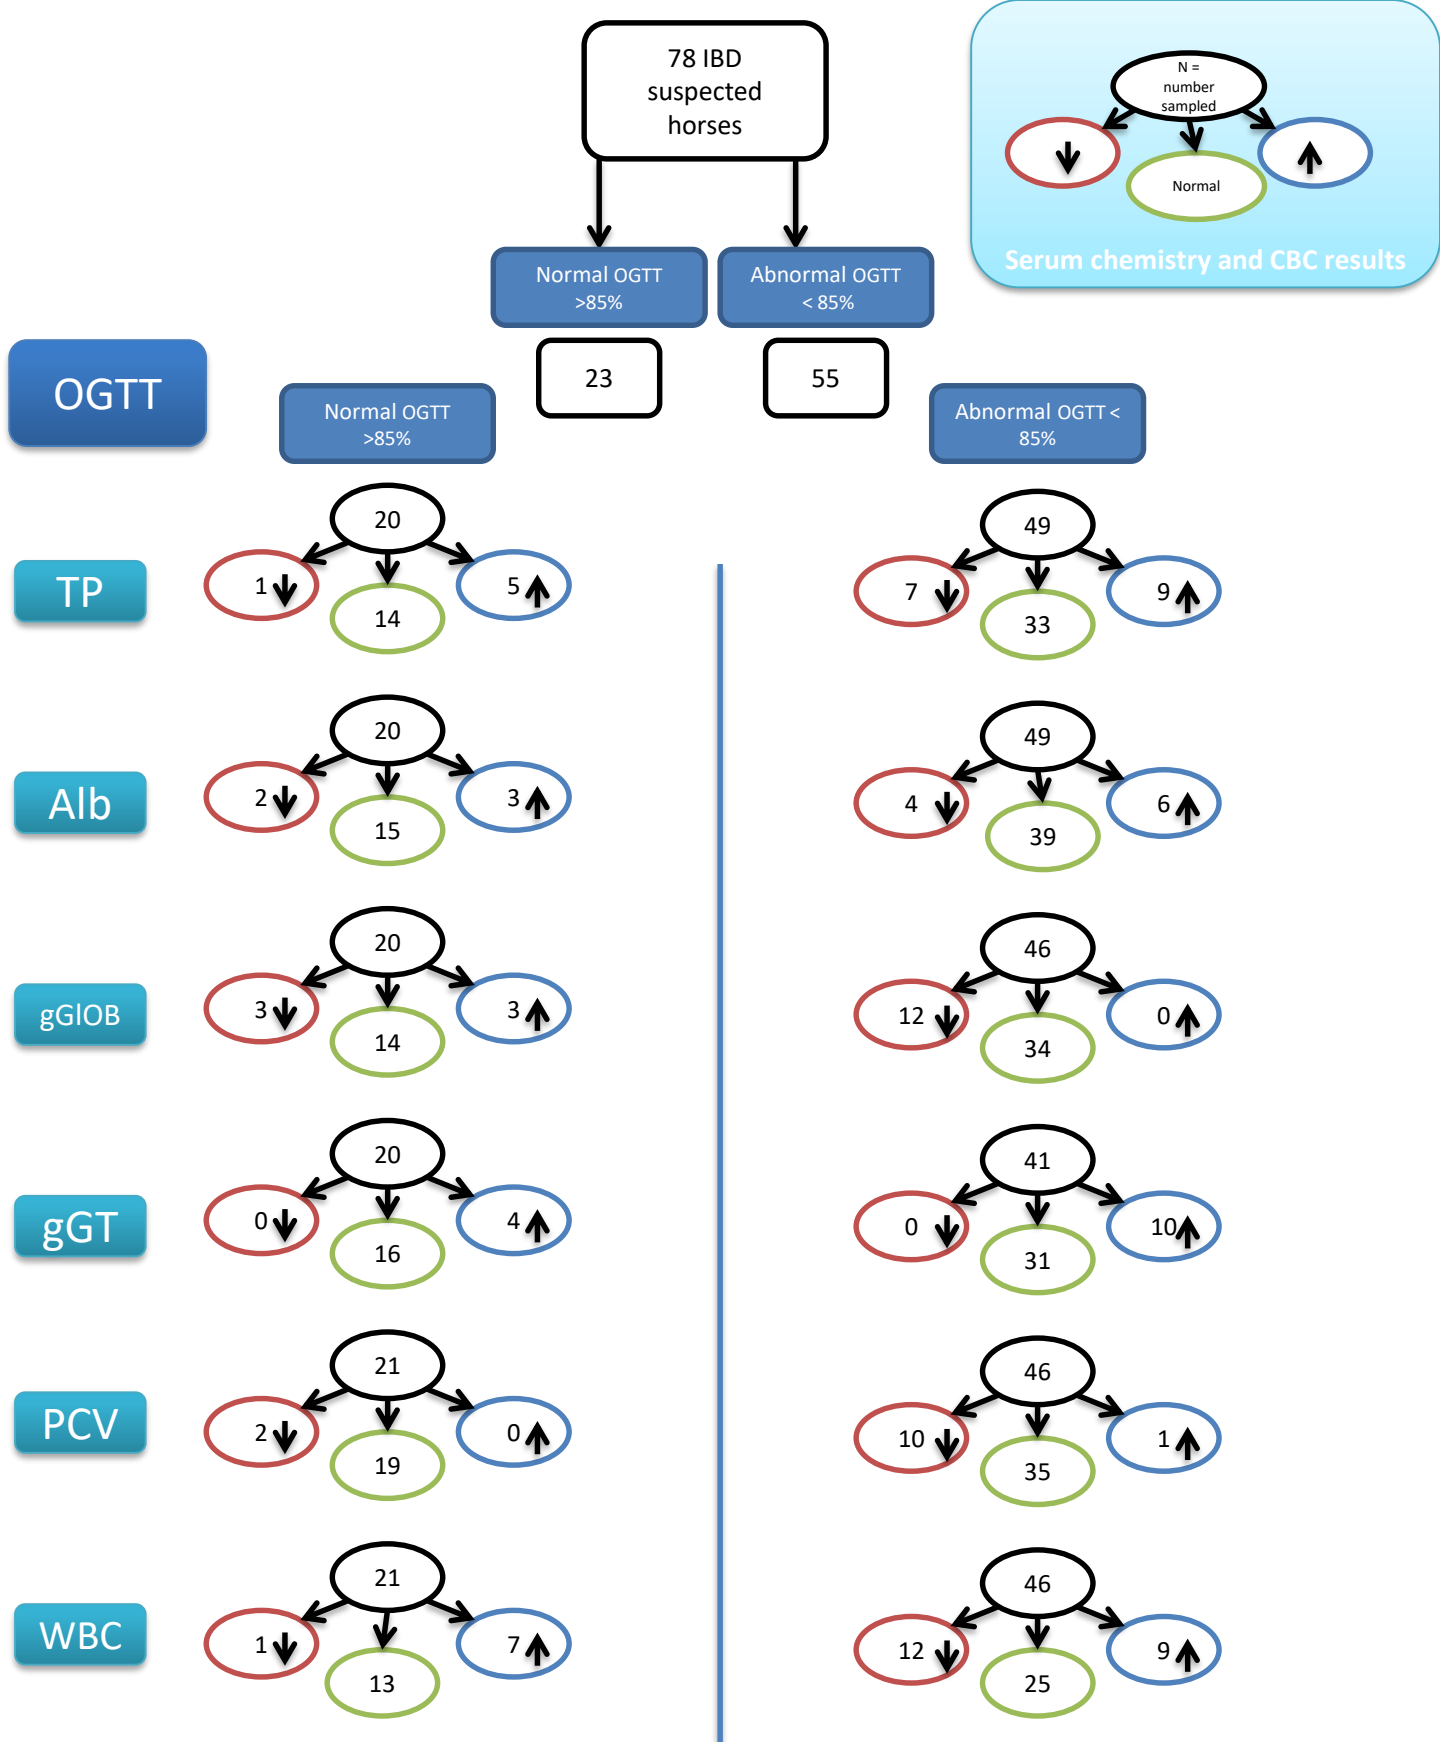 78 IBD
suspected
horses
N =
number
sampled
Normal
Serum chemistry and CBC results
Normal OGTT
>85%
Abnormal OGTT
< 85%
23
55
OGTT
Normal OGTT
>85%
Abnormal OGTT <
85%
TP
20
1
14
5
49
7
33
9
Alb
20
2
15
3
49
4
39
6
gGlOB
20
3
14
3
46
12
34
0
gGT
20
0
16
4
41
0
31
10
PCV
21
2
19
0
46
10
35
1
WBC
21
1
13
7
46
12
25
9